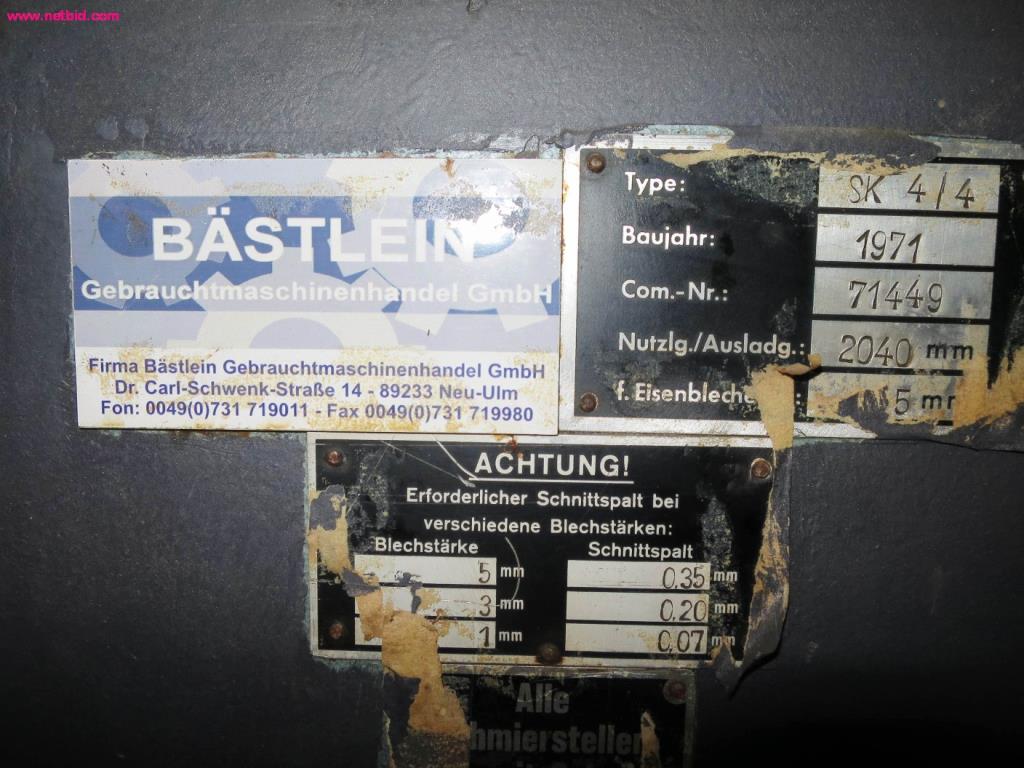 www.netbid.com
BÄSTLEIN
Gebrauchtmaschinenhandel GmbH
Firma Bästlein Gebrauchtmaschinenhandel GmbH
Dr. Carl-Schwenk-Straße 14 - 89233 Neu-Ulm
Fon: 0049(0)731 719011 - Fax 0049(0)731 719980
Type: SK 4/4
Baujahr: 1971
Com.-Nr.: 71449
Nutzlg./Ausladg.: 2040 mm
f. Eisenbleche : 5 mm
ACHTUNG!
Erforderlicher Schnittspalt bei
verschiedene Blechstärken:
Blechstärke Schnittspalt
5 mm 0,35 mm
3 mm 0,20 mm
1 mm 0,07 mm
Alle